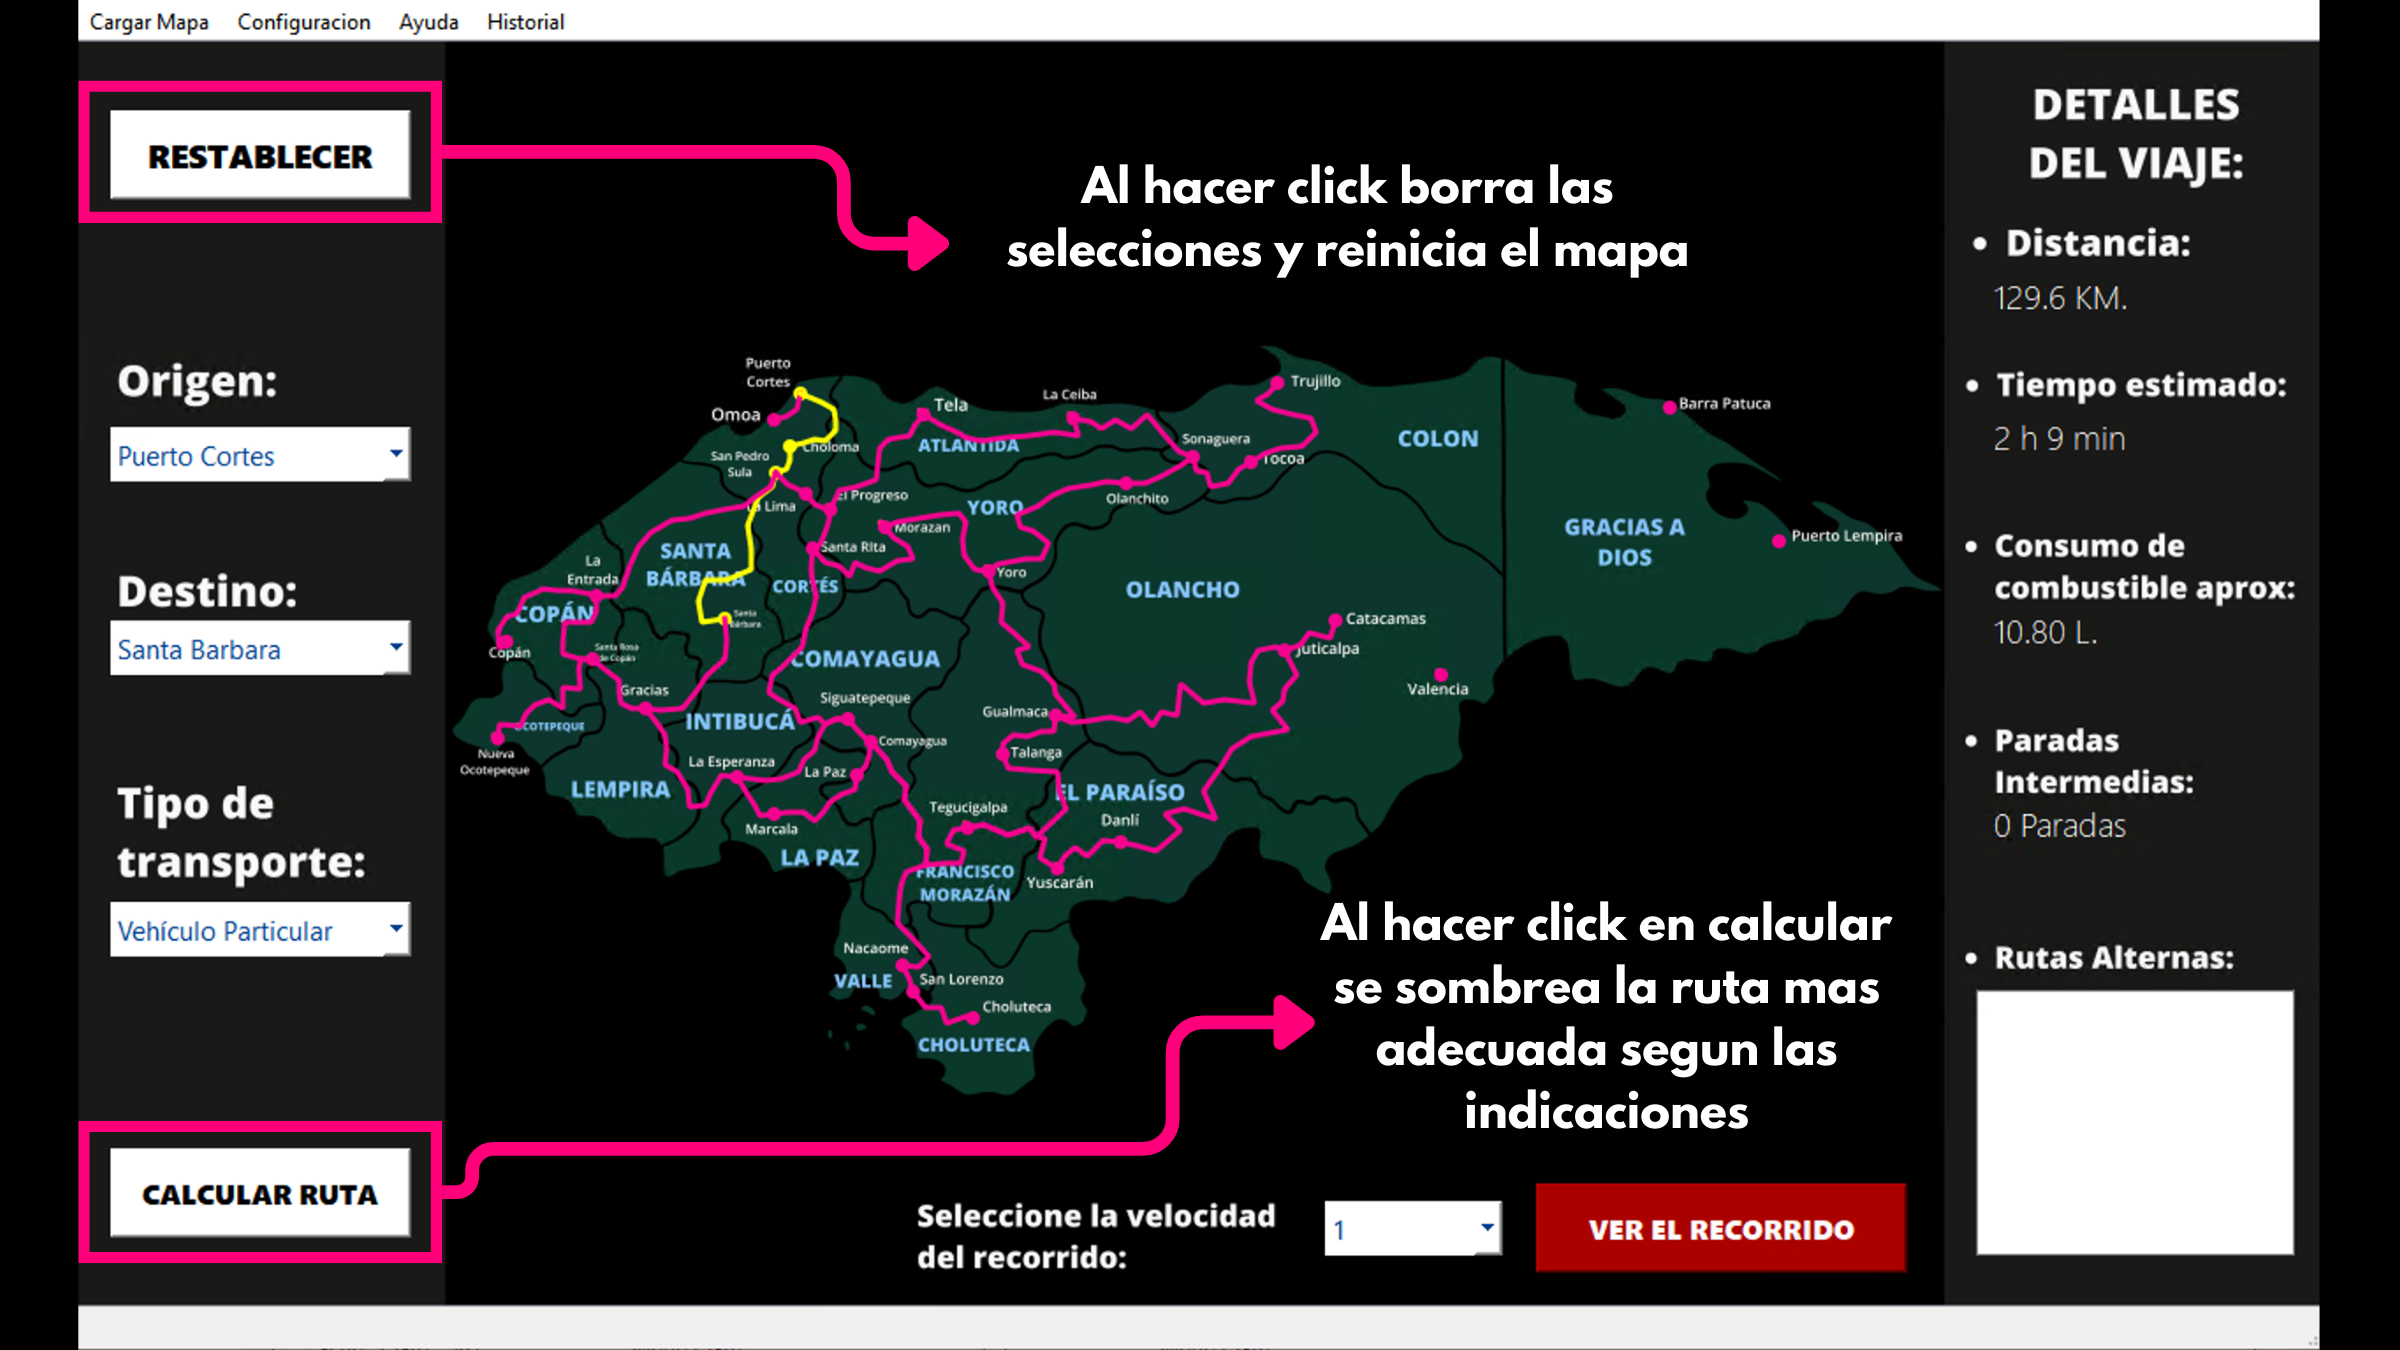 Cargar Mapa Configuracion Ayuda Historial
RESTABLECER
Origen:
Puerto Cortes
Destino:
Santa Barbara
Tipo de
transporte:
Vehículo Particular
CALCULAR RUTA
Al hacer click borra las
selecciones y reinicia el mapa
Puerto
Cortes
Omoa
Choloma
San Pedro
Sula
La Lima
El Progreso
Tela
La Ceiba
ATLANTIDA
Trujillo
Sonaguera
Tocoa
COLON
Barra Patuca
Olanchito
YORO
Morazan
Santa RIta
Yoro
GRACIAS A
DIOS
Puerto Lempira
La
Entrada
SANTA
BÁRBARA
CORTÉS
COPÁN
Copán
Santa
Bárbara
Santa Rosa
de Copán
OLANCHO
Catacamas
Juticalpa
Valencia
COMAYAGUA
Siguatepeque
Gracias
OCOTEPEQUE
Nueva
Ocotepeque
INTIBUCÁ
Comayagua
La Esperanza
La Paz
LEMPIRA
Marcala
LA PAZ
Gualmaca
Talanga
EL PARAÍSO
Danlí
Tegucigalpa
FRANCISCO
MORAZÁN
Yuscarán
Nacaome
VALLE
San Lorenzo
Choluteca
CHOLUTECA
Al hacer click en calcular
se sombrea la ruta mas
adecuada segun las
indicaciones
Seleccione la velocidad
del recorrido:
1
VER EL RECORRIDO
DETALLES
DEL VIAJE:
• Distancia:
129.6 KM.
• Tiempo estimado:
2 h 9 min
• Consumo de
combustible aprox:
10.80 L.
• Paradas
Intermedias:
0 Paradas
• Rutas Alternas: